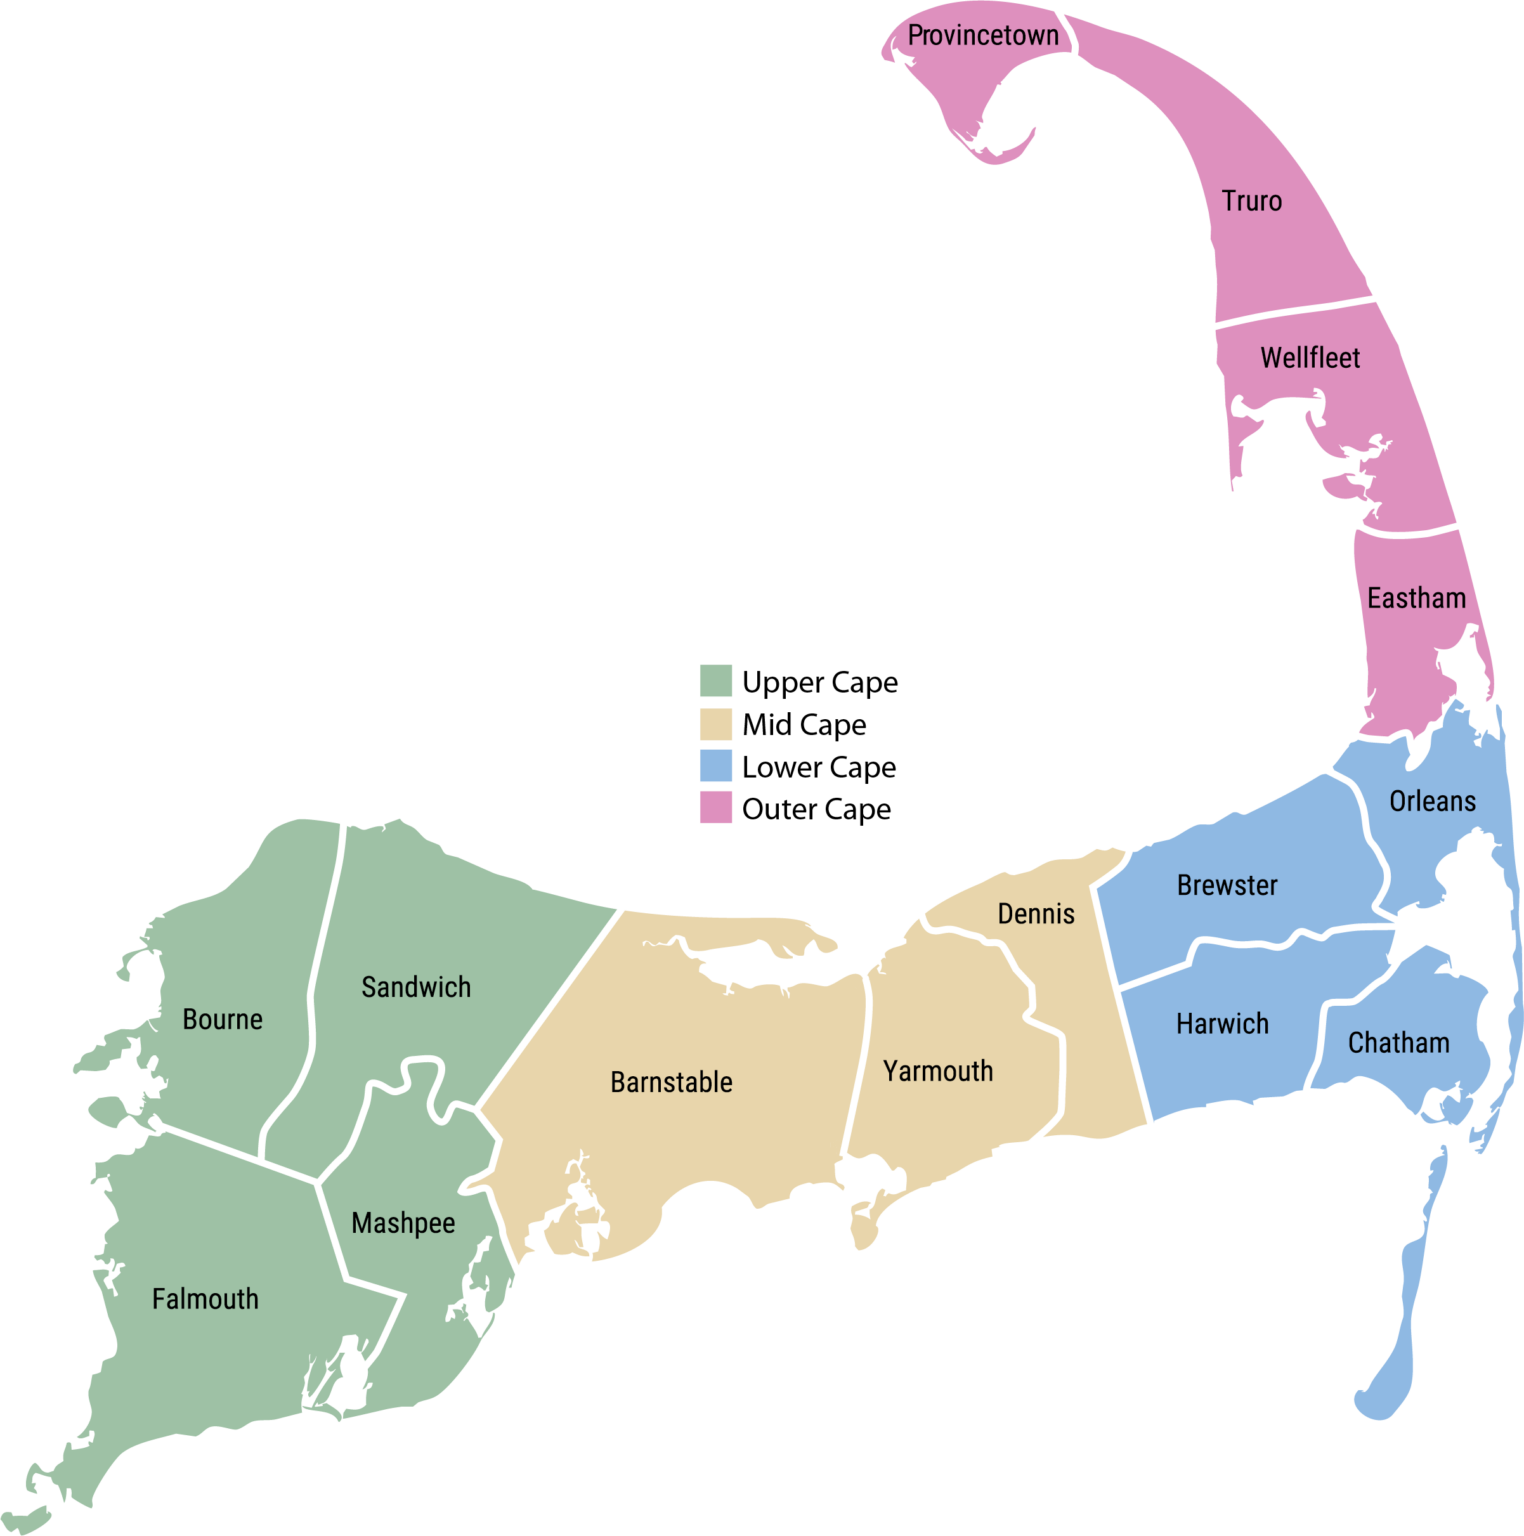 Provincetown
Truro
Wellfleet
Eastham
Upper Cape
Mid Cape
Lower Cape
Outer Cape
Orleans
Brewster
Dennis
Sandwich
Bourne
Harwich
Chatham
Yarmouth
Barnstable
Mashpee
Falmouth